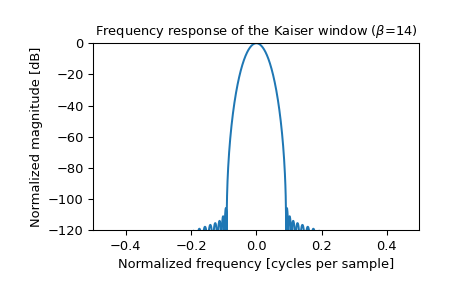 Frequency response of the Kaiser window (β=14)
Normalized magnitude [dB]
0
−20
−40
−60
−80
−100
−120
−0.4 −0.2 0.0 0.2 0.4
Normalized frequency [cycles per sample]